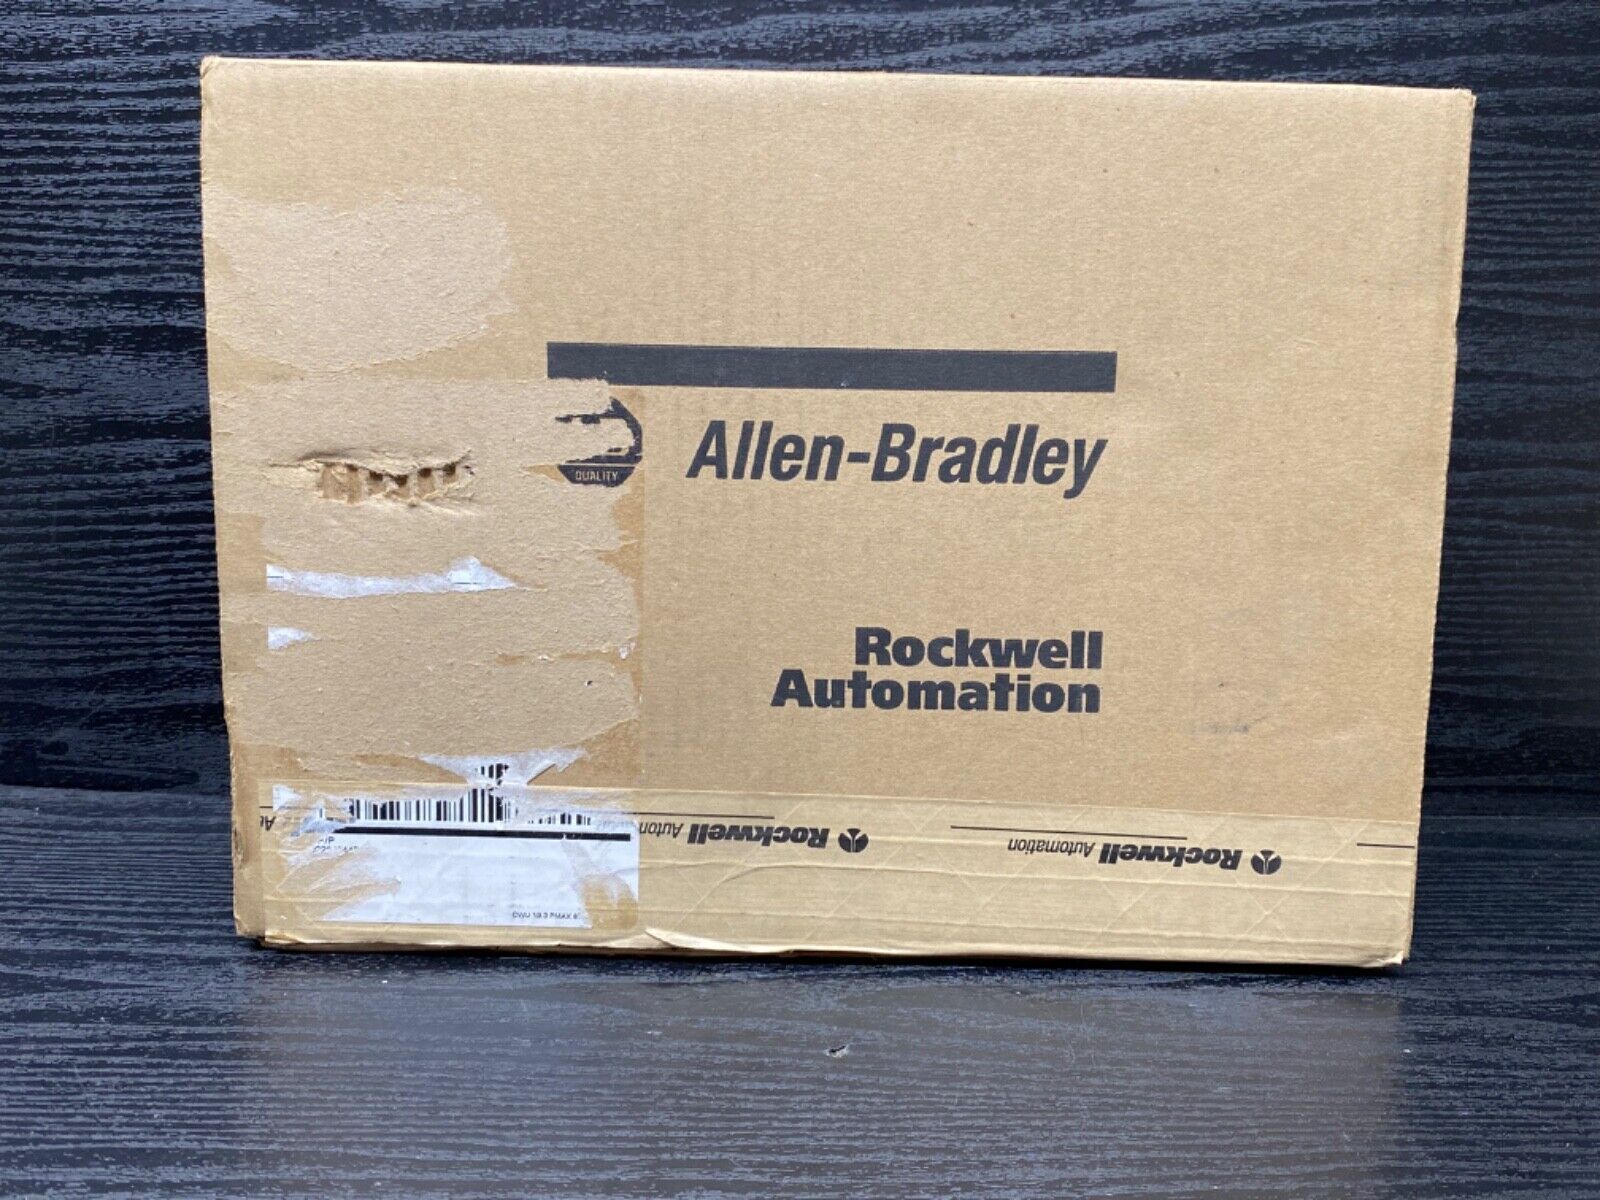 QUALITY
Allen-Bradley
Rockwell
Automation
Rockwell Automation
Rockwell Automation